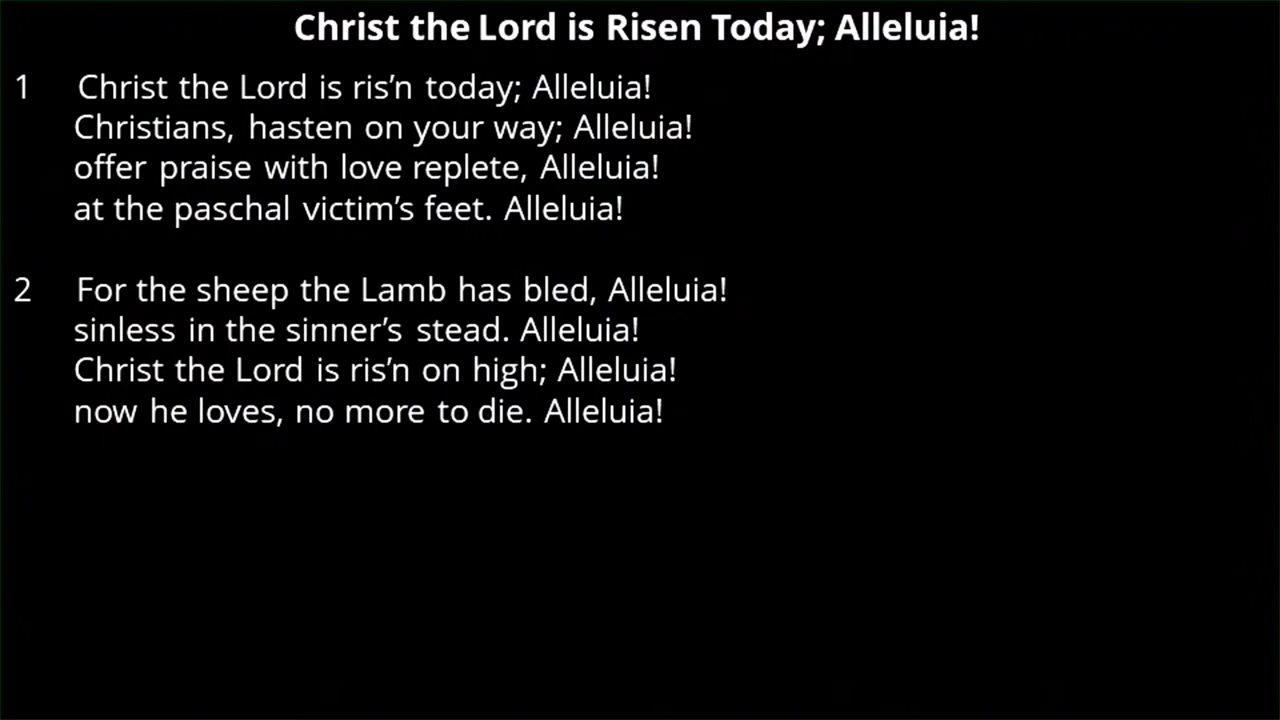 Christ the Lord is Risen Today; Alleluia!
1 Christ the Lord is ris’n today; Alleluia!
Christians, hasten on your way; Alleluia!
offer praise with love replete, Alleluia!
at the paschal victim’s feet. Alleluia!
2 For the sheep the Lamb has bled, Alleluia!
sinless in the sinner’s stead. Alleluia!
Christ the Lord is ris’n on high; Alleluia!
now he loves, no more to die. Alleluia!